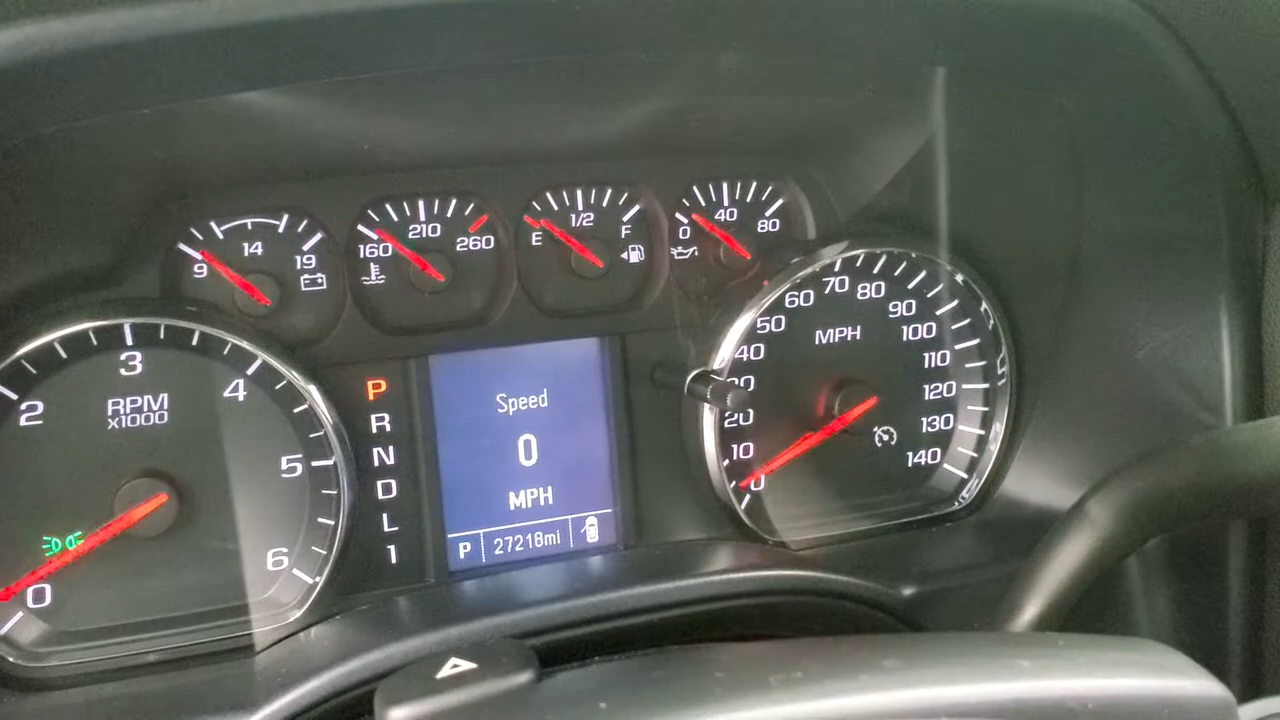 9 14 19
160 210 260
E 1/2 F
0 40 80
0 2 3 4 5 6
RPM
x1000
P
R
N
D
L
1
Speed
0
MPH
P 27218mi
0 10 20 30 40 50 60 70 80 90 100 110 120 130 140
MPH